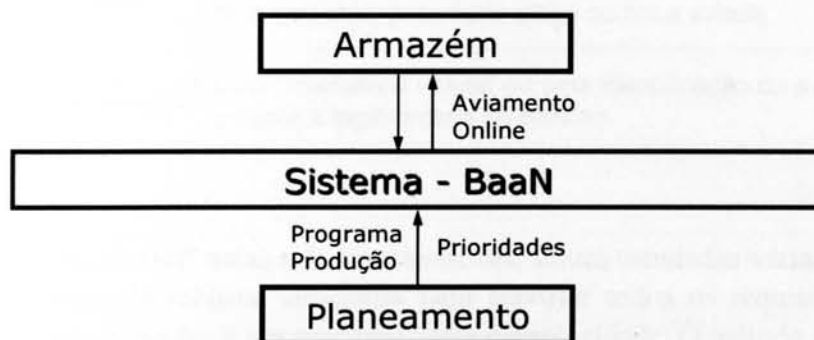 Armazém
Aviamento
Online
Sistema - BaaN
Programa
Produção
Prioridades
Planeamento